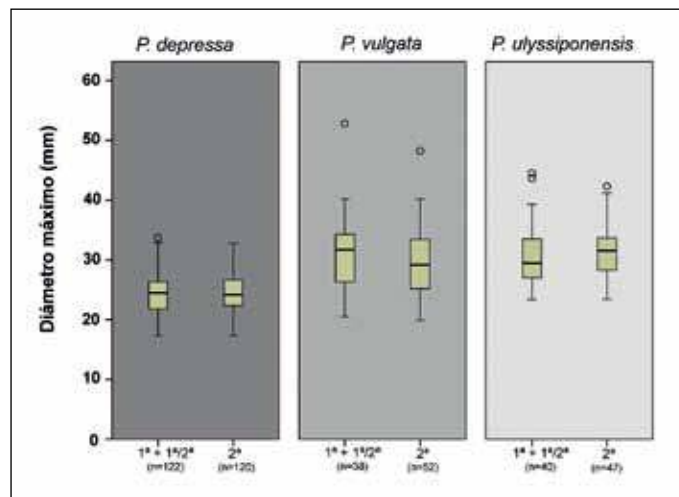 P. depressa P. vulgata P. ulyssiponensis
Diámetro máximo (mm)
60
50
40
30
20
10
0
1ª + 1ª/2ª 2ª 1ª + 1ª/2ª 2ª 1ª + 1ª/2ª 2ª
(n=122) (n=120) (n=38) (n=52) (n=40) (n=47)